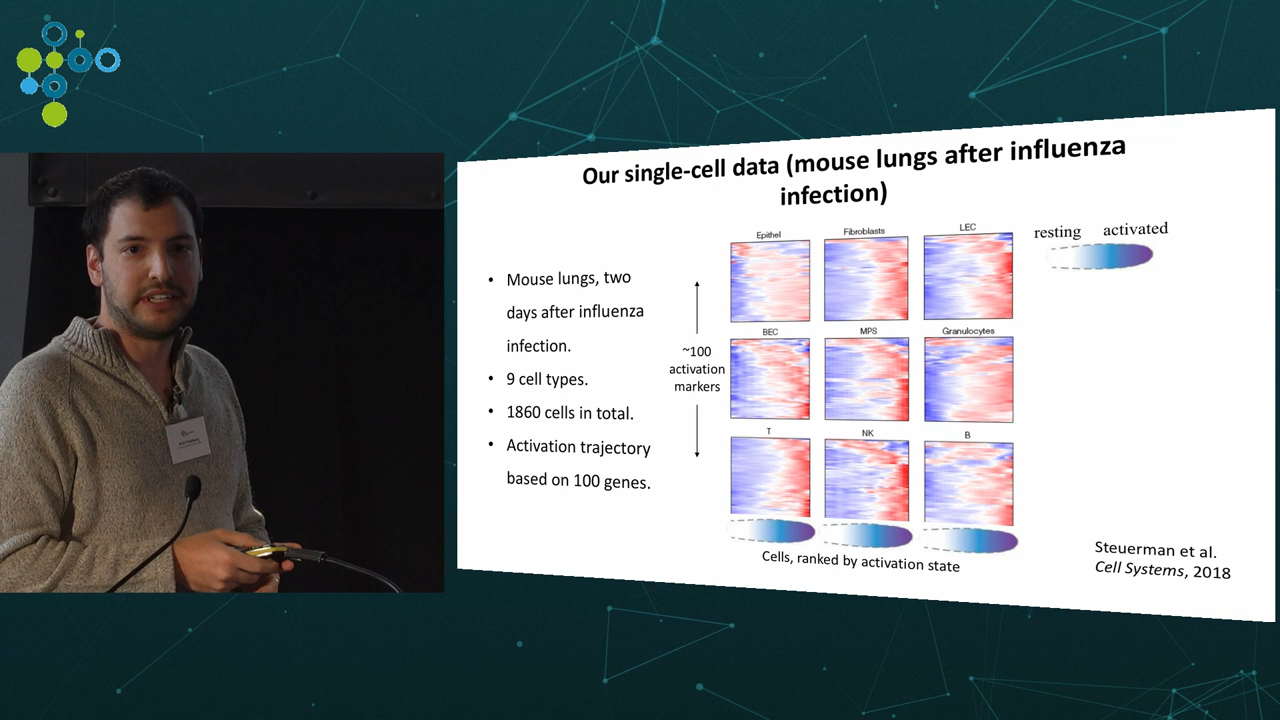 Our single-cell data (mouse lungs after influenza
infection)
• Mouse lungs, two
days after influenza
infection.
• 9 cell types.
• 1860 cells in total.
• Activation trajectory
based on 100 genes.
~100
activation
markers
Epithel
Fibroblasts
LEC
BEC
MPS
Granulocytes
T
NK
B
Cells, ranked by activation state
resting activated
Steuerman et al.
Cell Systems, 2018